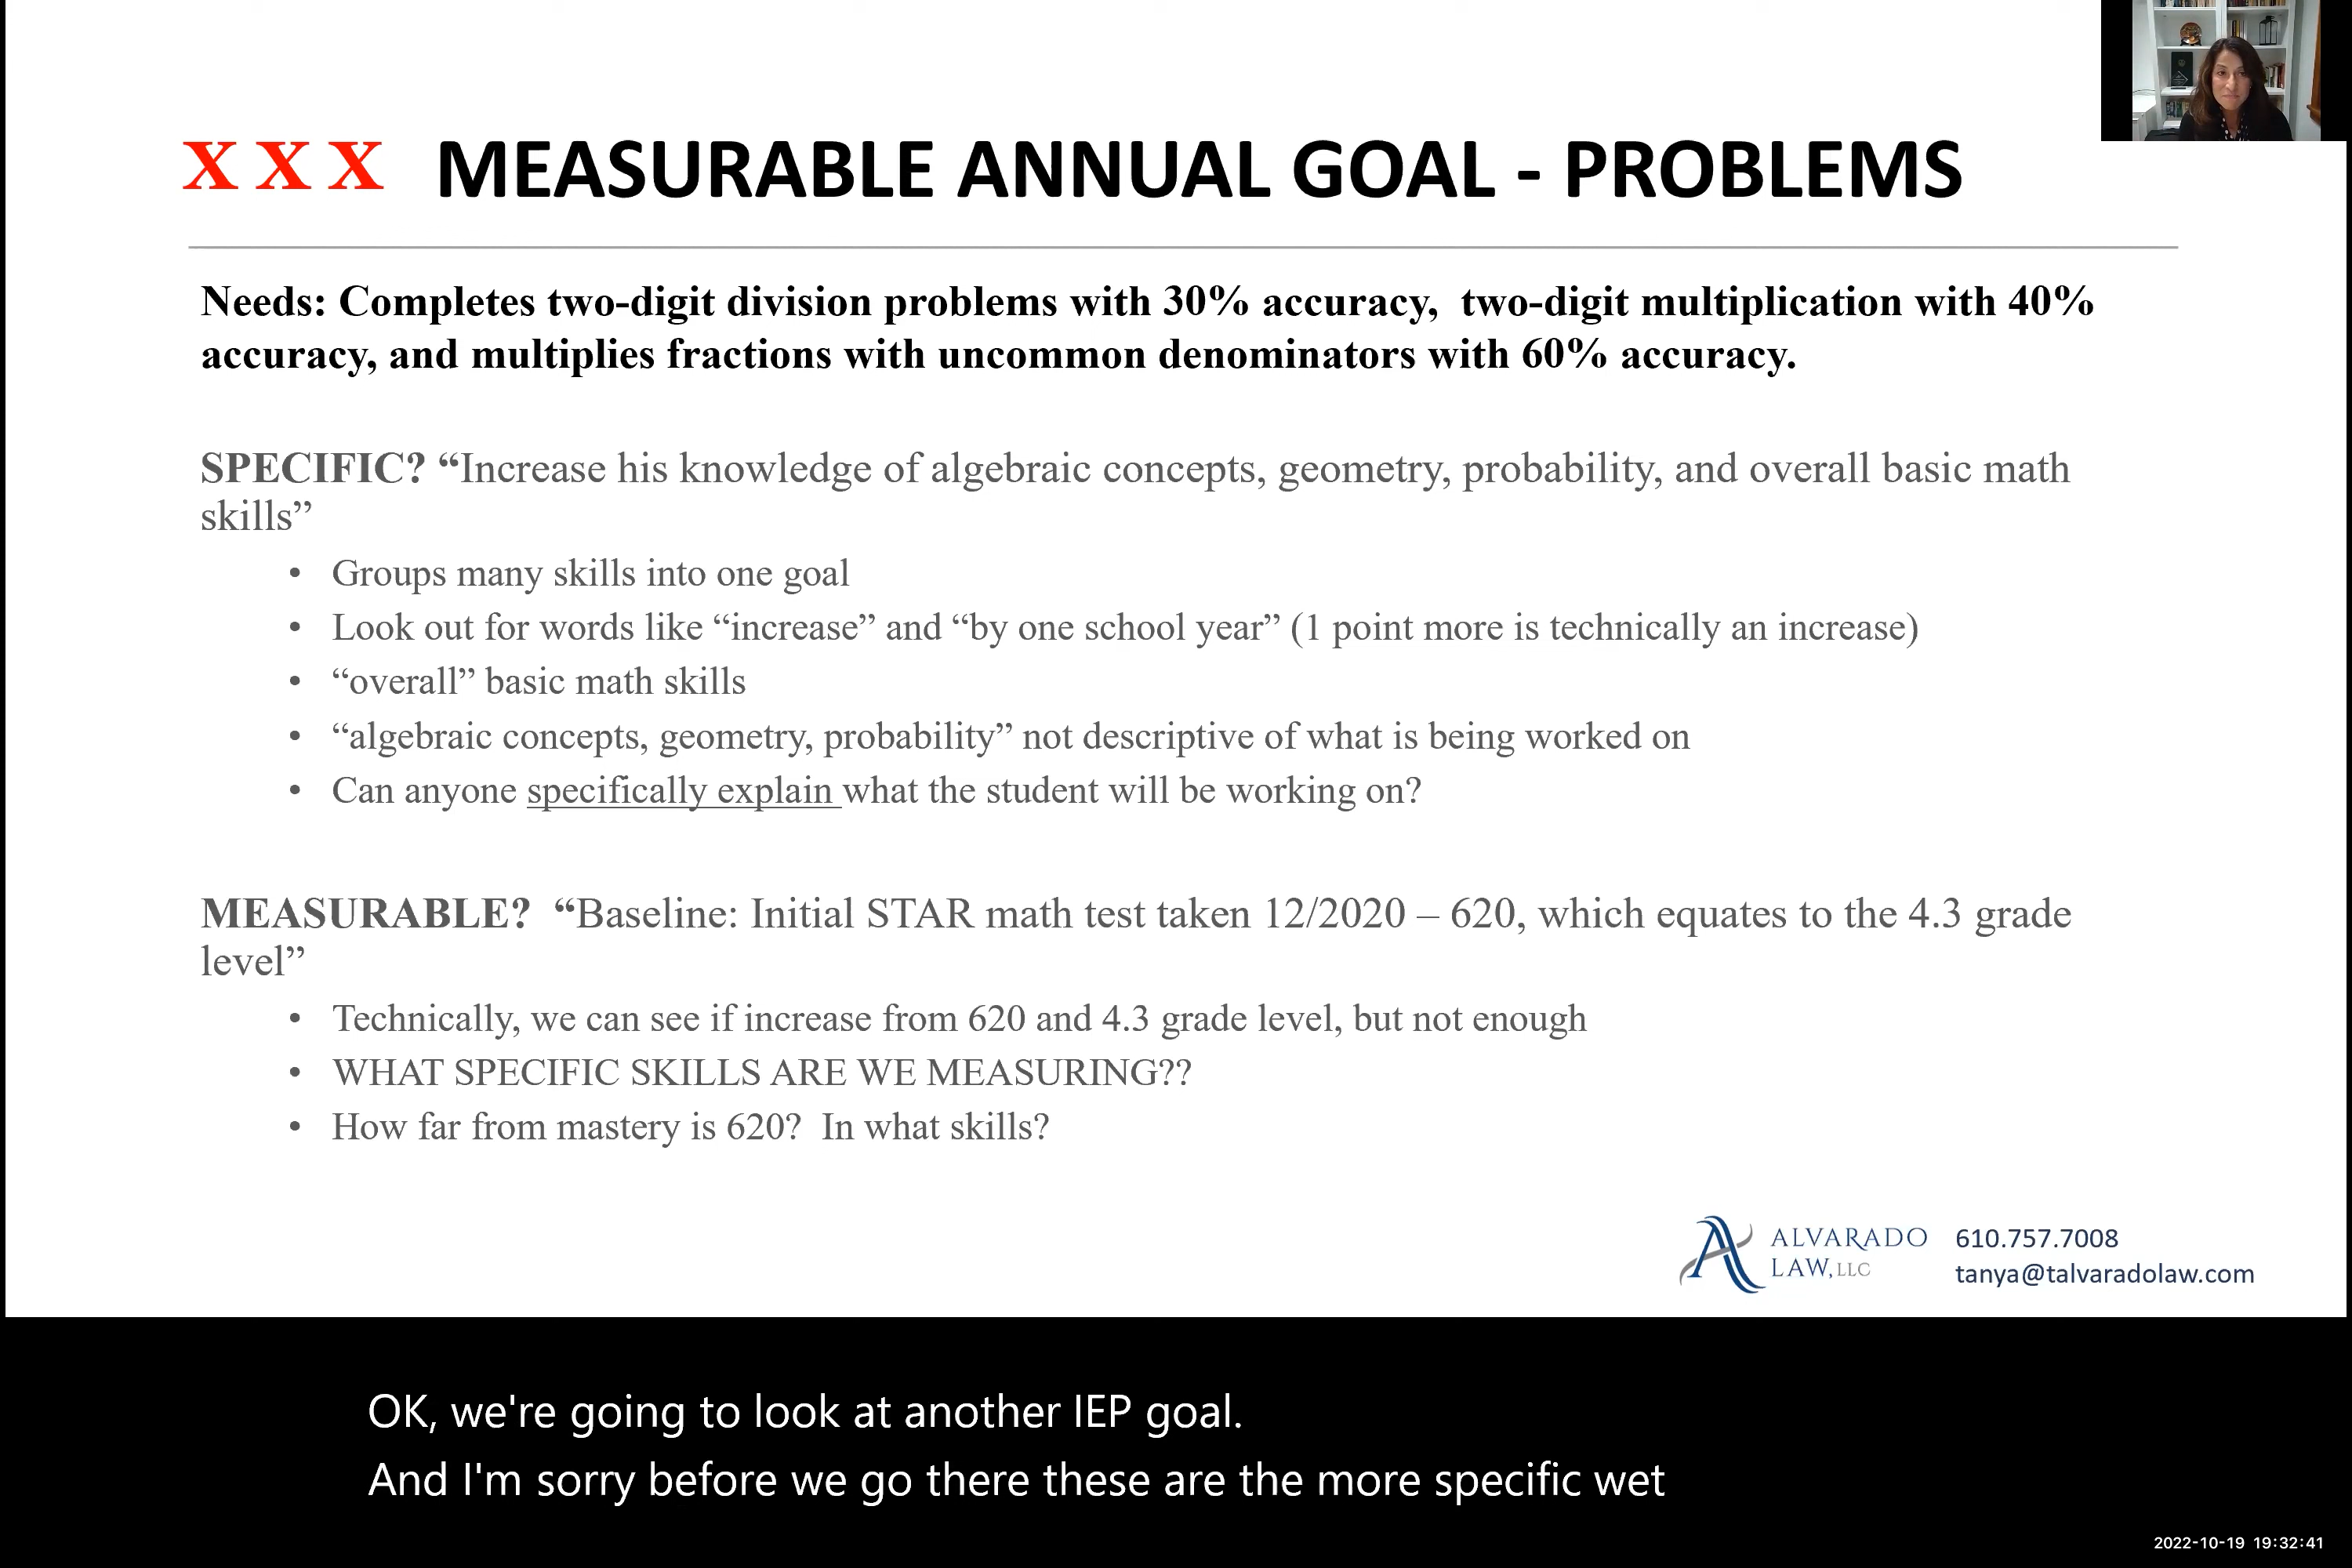 X X X MEASURABLE ANNUAL GOAL - PROBLEMS
Needs: Completes two-digit division problems with 30% accuracy,  two-digit multiplication with 40%
accuracy, and multiplies fractions with uncommon denominators with 60% accuracy.
SPECIFIC? “Increase his knowledge of algebraic concepts, geometry, probability, and overall basic math
skills”
• Groups many skills into one goal
• Look out for words like “increase” and “by one school year” (1 point more is technically an increase)
• “overall” basic math skills
• “algebraic concepts, geometry, probability” not descriptive of what is being worked on
• Can anyone specifically explain what the student will be working on?
MEASURABLE?  “Baseline: Initial STAR math test taken 12/2020 – 620, which equates to the 4.3 grade
level”
• Technically, we can see if increase from 620 and 4.3 grade level, but not enough
• WHAT SPECIFIC SKILLS ARE WE MEASURING??
• How far from mastery is 620?  In what skills?
ALVARADO
LAW, LLC
610.757.7008
tanya@talvaradolaw.com
OK, we're going to look at another IEP goal.
And I'm sorry before we go there these are the more specific wet
2022-10-19 19:32:41